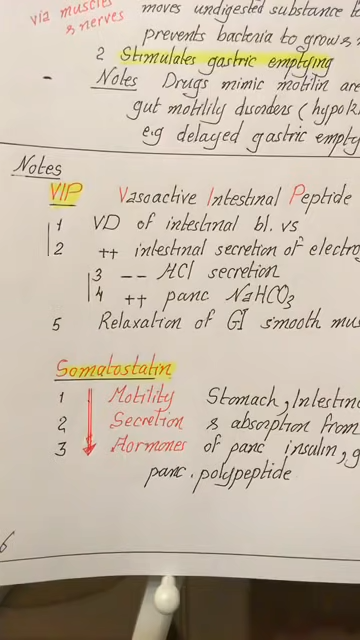 via muscles
& nerves
moves undigested substance
prevents bacteria to grow
2 Stimulates gastric emptying
- Notes Drugs mimic motilin are
gut motility disorders (hypok
e.g delayed gastric empty
Notes
VIP Vasoactive Intestinal Peptide
1 VD of intestinal bl. vs
2 ++ intestinal secretion of electro
3 -- HCl secretion
4 ++ panc NaHCO3
5 Relaxation of GI smooth mus
Somatostatin
1 Motility Stomach, Intestin
2 Secretion & absorption from
3 Hormones of panc insulin, g
panc. polypeptide
6